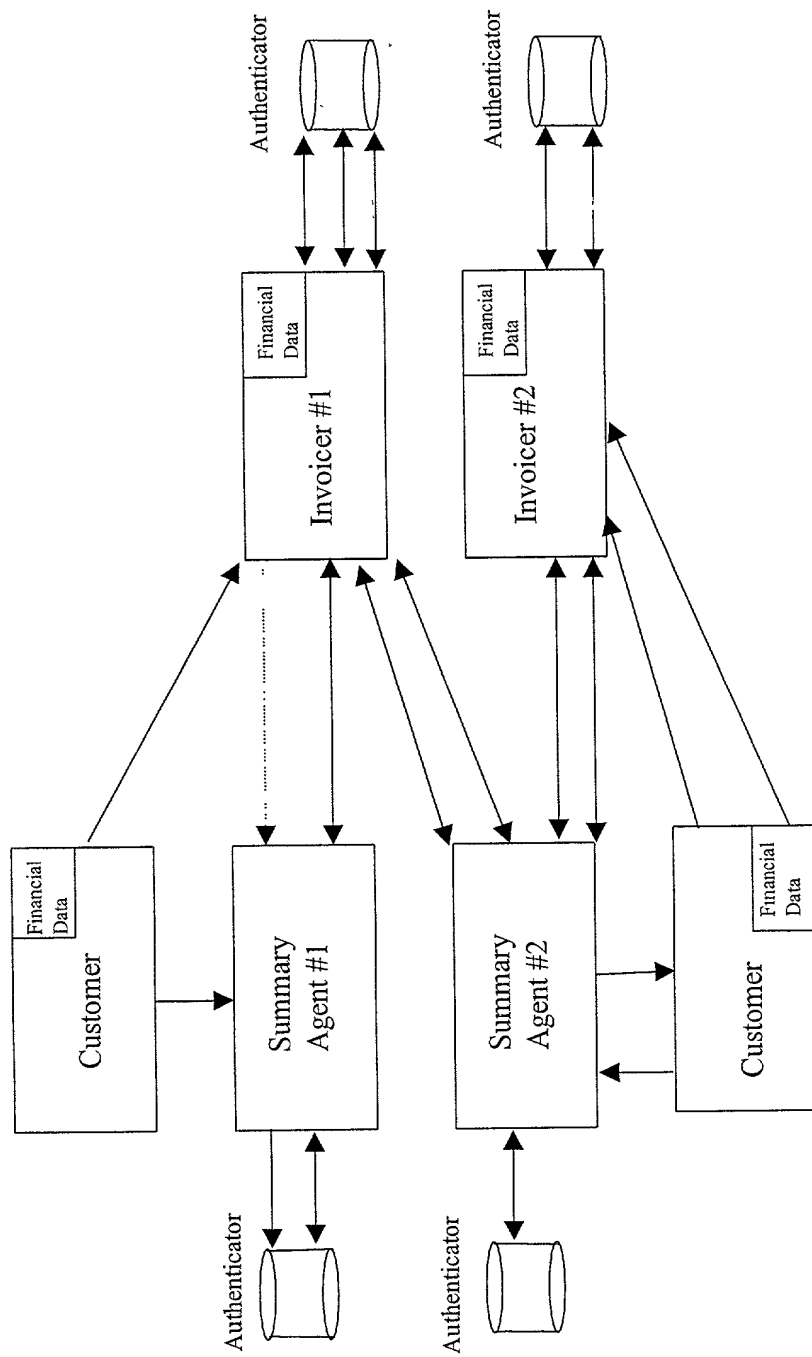 Customer
Financial
Data
Authenticator
Summary
Agent #1
Invoicer #1
Financial
Data
Authenticator
Authenticator
Summary
Agent #2
Invoicer #2
Financial
Data
Authenticator
Customer
Financial
Data